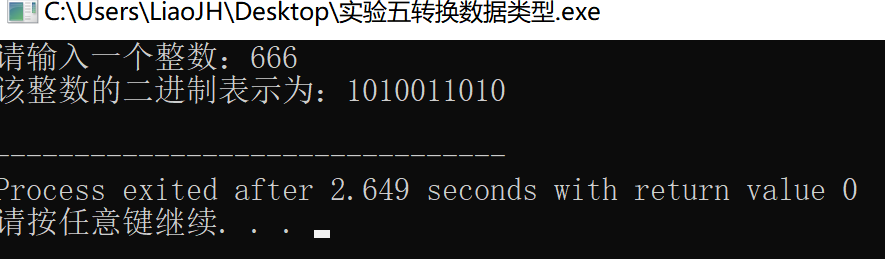 C:\Users\LiaoJH\Desktop\实验五转换数据类型.exe
请输入一个整数：666
该整数的二进制表示为：1010011010
--------------------------------
Process exited after 2.649 seconds with return value 0
请按任意键继续. . .